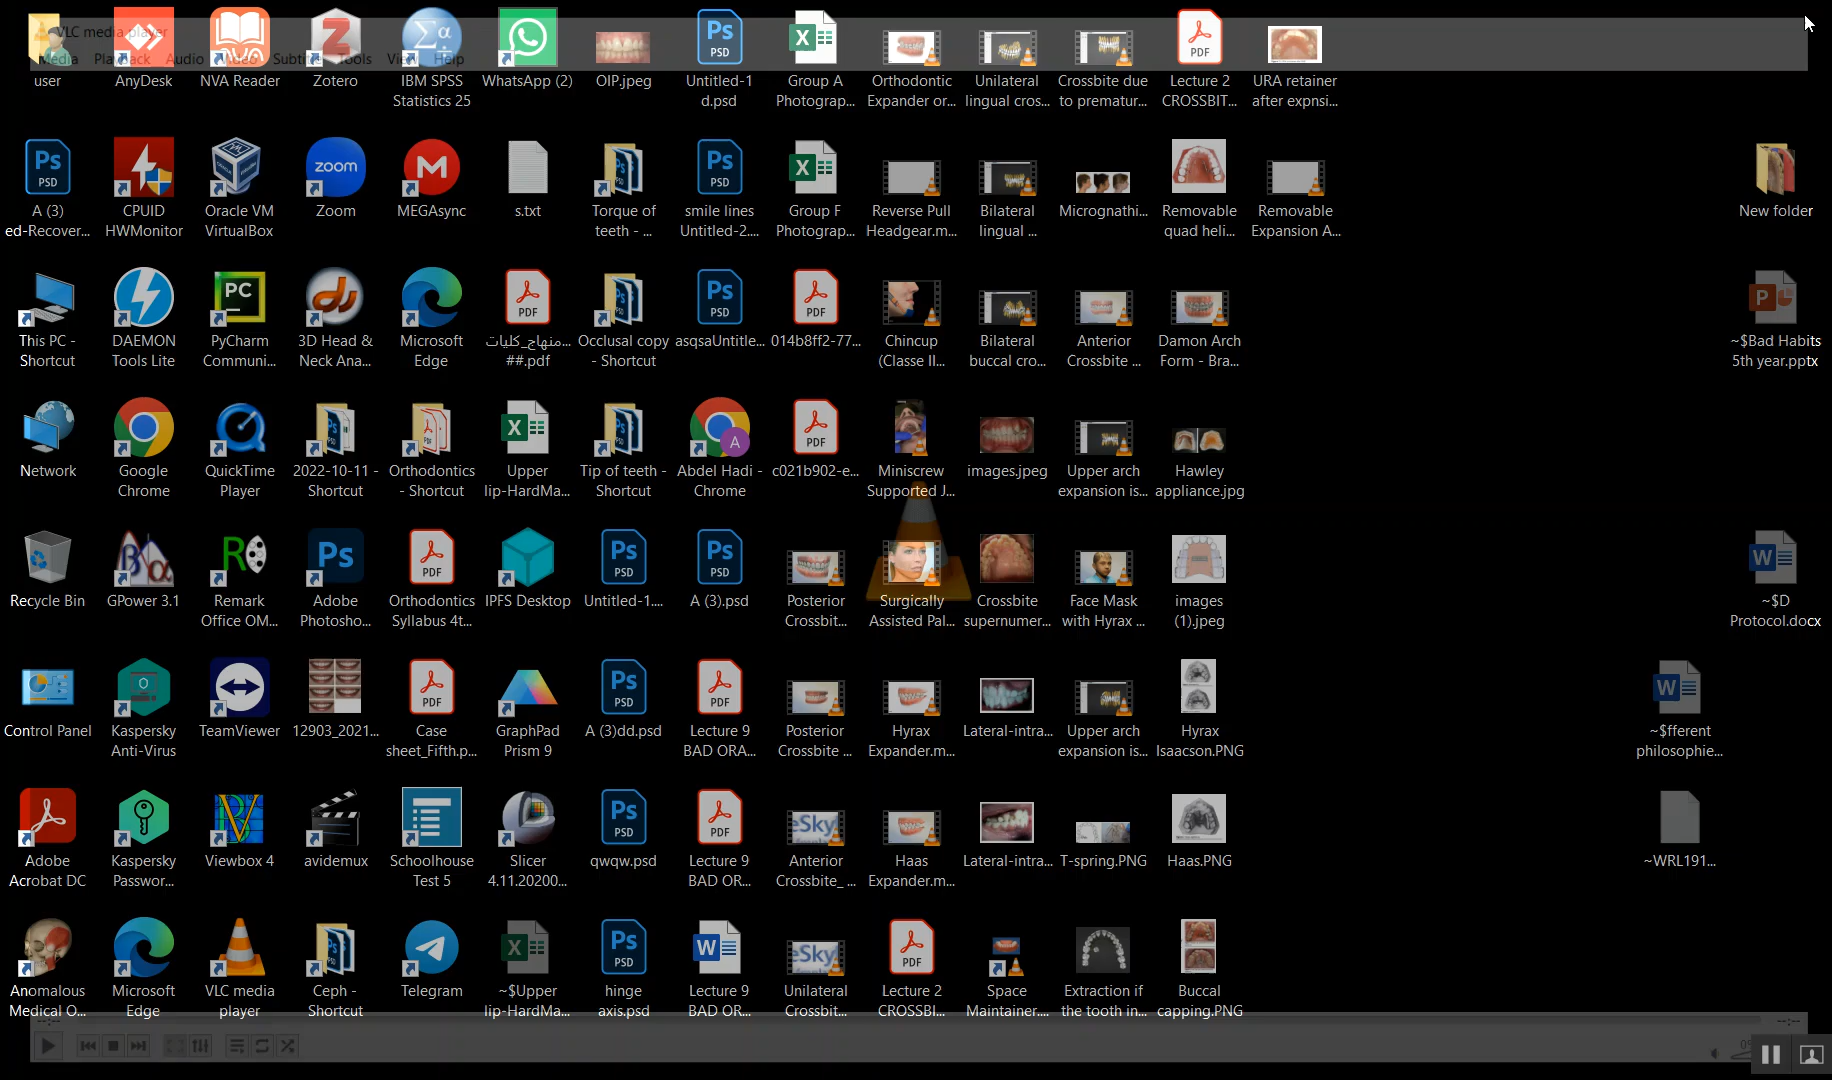 VLC media player
Media Playback Audio Video Subtitle Tools View Help
user
AnyDesk
NVA Reader
Zotero
IBM SPSS
Statistics 25
WhatsApp (2)
OIP.jpeg
Untitled-1
d.psd
Group A
Photograp...
Orthodontic
Expander or...
Unilateral
lingual cros...
Crossbite due
to prematur...
Lecture 2
CROSSBIT...
URA retainer
after expnsi...
A (3)
ed-Recover...
CPUID
HWMonitor
Oracle VM
VirtualBox
Zoom
MEGAsync
s.txt
Torque of
teeth - ...
smile lines
Untitled-2....
Group F
Photograp...
Reverse Pull
Headgear.m...
Bilateral
lingual ...
Micrognathi...
Removable
quad heli...
Removable
Expansion A...
New folder
This PC -
Shortcut
DAEMON
Tools Lite
PyCharm
Communi...
3D Head &
Neck Ana...
Microsoft
Edge
منهاج_كليات...
##.pdf
Occlusal copy
- Shortcut
asqsaUntitle...
014b8ff2-77...
Chincup
(Classe II...
Bilateral
buccal cro...
Anterior
Crossbite ...
Damon Arch
Form - Bra...
~$Bad Habits
5th year.pptx
Network
Google
Chrome
QuickTime
Player
2022-10-11 -
Shortcut
Orthodontics
- Shortcut
Upper
lip-HardMa...
Tip of teeth -
Shortcut
Abdel Hadi -
Chrome
c021b902-e...
Miniscrew
Supported J...
images.jpeg
Upper arch
expansion is...
Hawley
appliance.jpg
Recycle Bin
GPower 3.1
Remark
Office OM...
Adobe
Photosho...
Orthodontics
Syllabus 4t...
IPFS Desktop
Untitled-1....
A (3).psd
Posterior
Crossbit...
Surgically
Assisted Pal...
Crossbite
supernumer...
Face Mask
with Hyrax ...
images
(1).jpeg
~$D
Protocol.docx
Control Panel
Kaspersky
Anti-Virus
TeamViewer
12903_2021...
Case
sheet_Fifth.p...
GraphPad
Prism 9
A (3)dd.psd
Lecture 9
BAD ORA...
Posterior
Crossbite ...
Hyrax
Expander.m...
Lateral-intra...
Upper arch
expansion is...
Hyrax
Isaacson.PNG
~$fferent
philosophie...
Adobe
Acrobat DC
Kaspersky
Passwor...
Viewbox 4
avidemux
Schoolhouse
Test 5
Slicer
4.11.20200...
qwqw.psd
Lecture 9
BAD OR...
Anterior
Crossbite_ ...
Haas
Expander.m...
Lateral-intra...
T-spring.PNG
Haas.PNG
~WRL191...
Anomalous
Medical O...
Microsoft
Edge
VLC media
player
Ceph -
Shortcut
Telegram
~$Upper
lip-HardMa...
hinge
axis.psd
Lecture 9
BAD OR...
Unilateral
Crossbit...
Lecture 2
CROSSBI...
Space
Maintainer....
Extraction if
the tooth in...
Buccal
capping.PNG
--:-- --:--